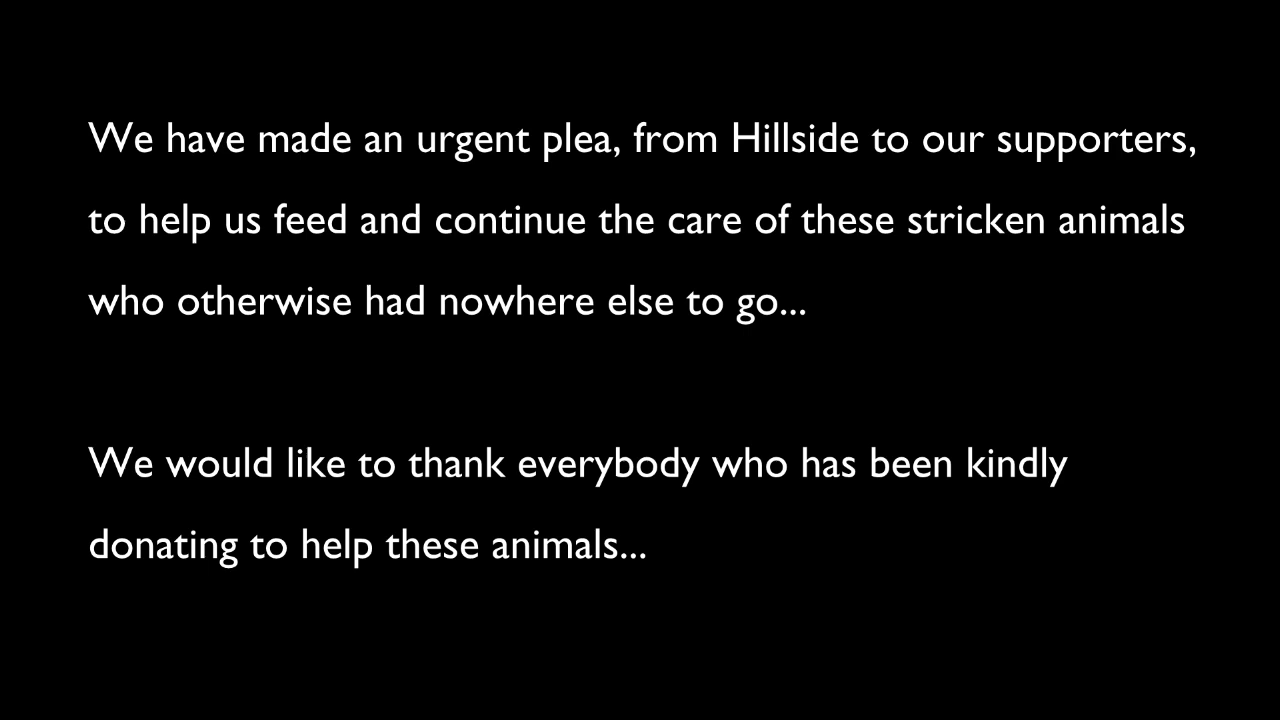 We have made an urgent plea, from Hillside to our supporters,
to help us feed and continue the care of these stricken animals
who otherwise had nowhere else to go...
We would like to thank everybody who has been kindly
donating to help these animals...